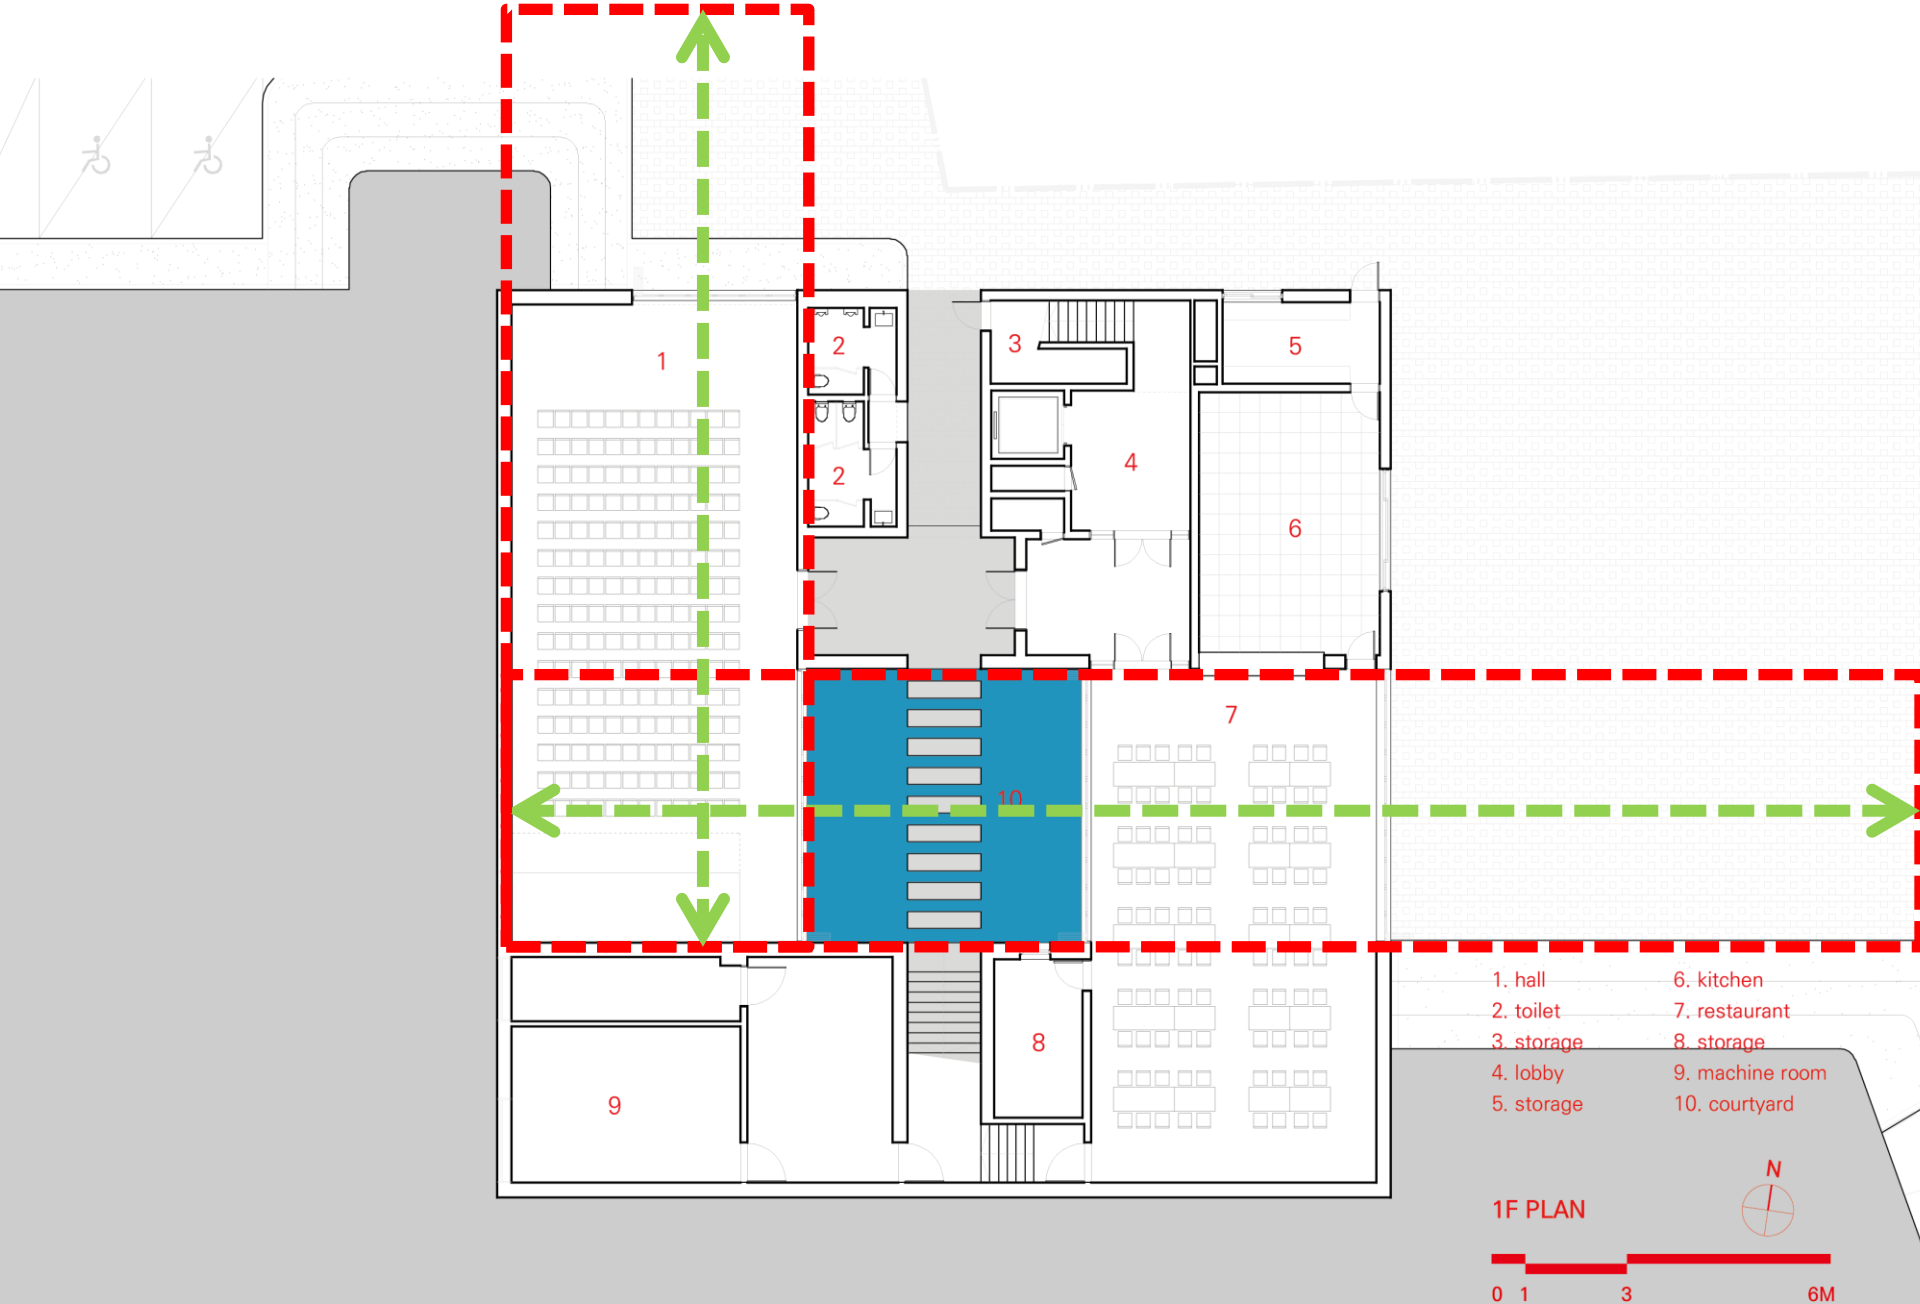 1
2
3
5
2
4
6
7
10
8
9
1. hall
2. toilet
3. storage
4. lobby
5. storage
6. kitchen
7. restaurant
8. storage
9. machine room
10. courtyard
N
1F PLAN
0 1 3 6M